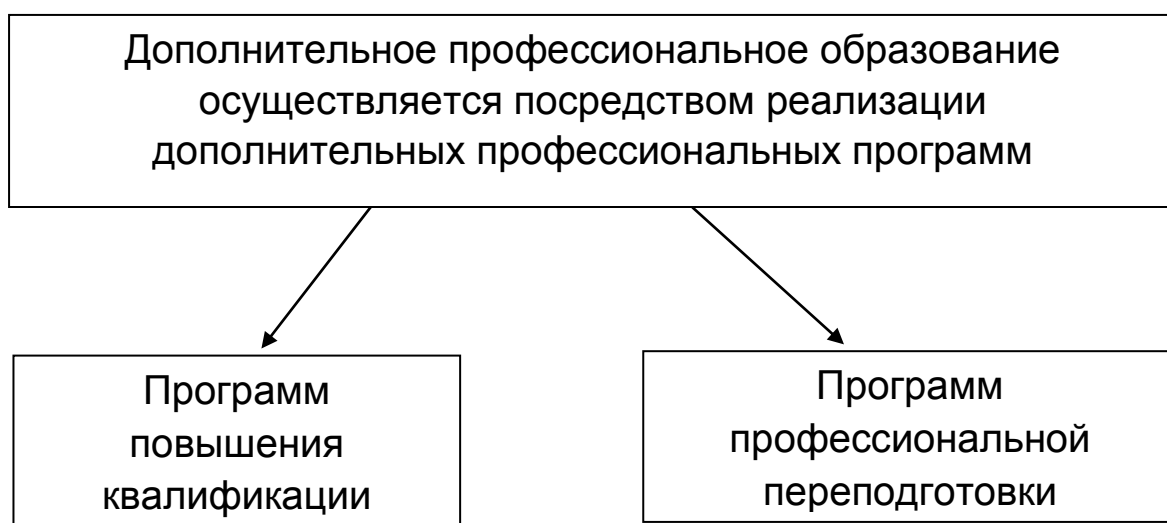 Дополнительное профессиональное образование
осуществляется посредством реализации
дополнительных профессиональных программ
Программ
повышения
квалификации
Программ
профессиональной
переподготовки